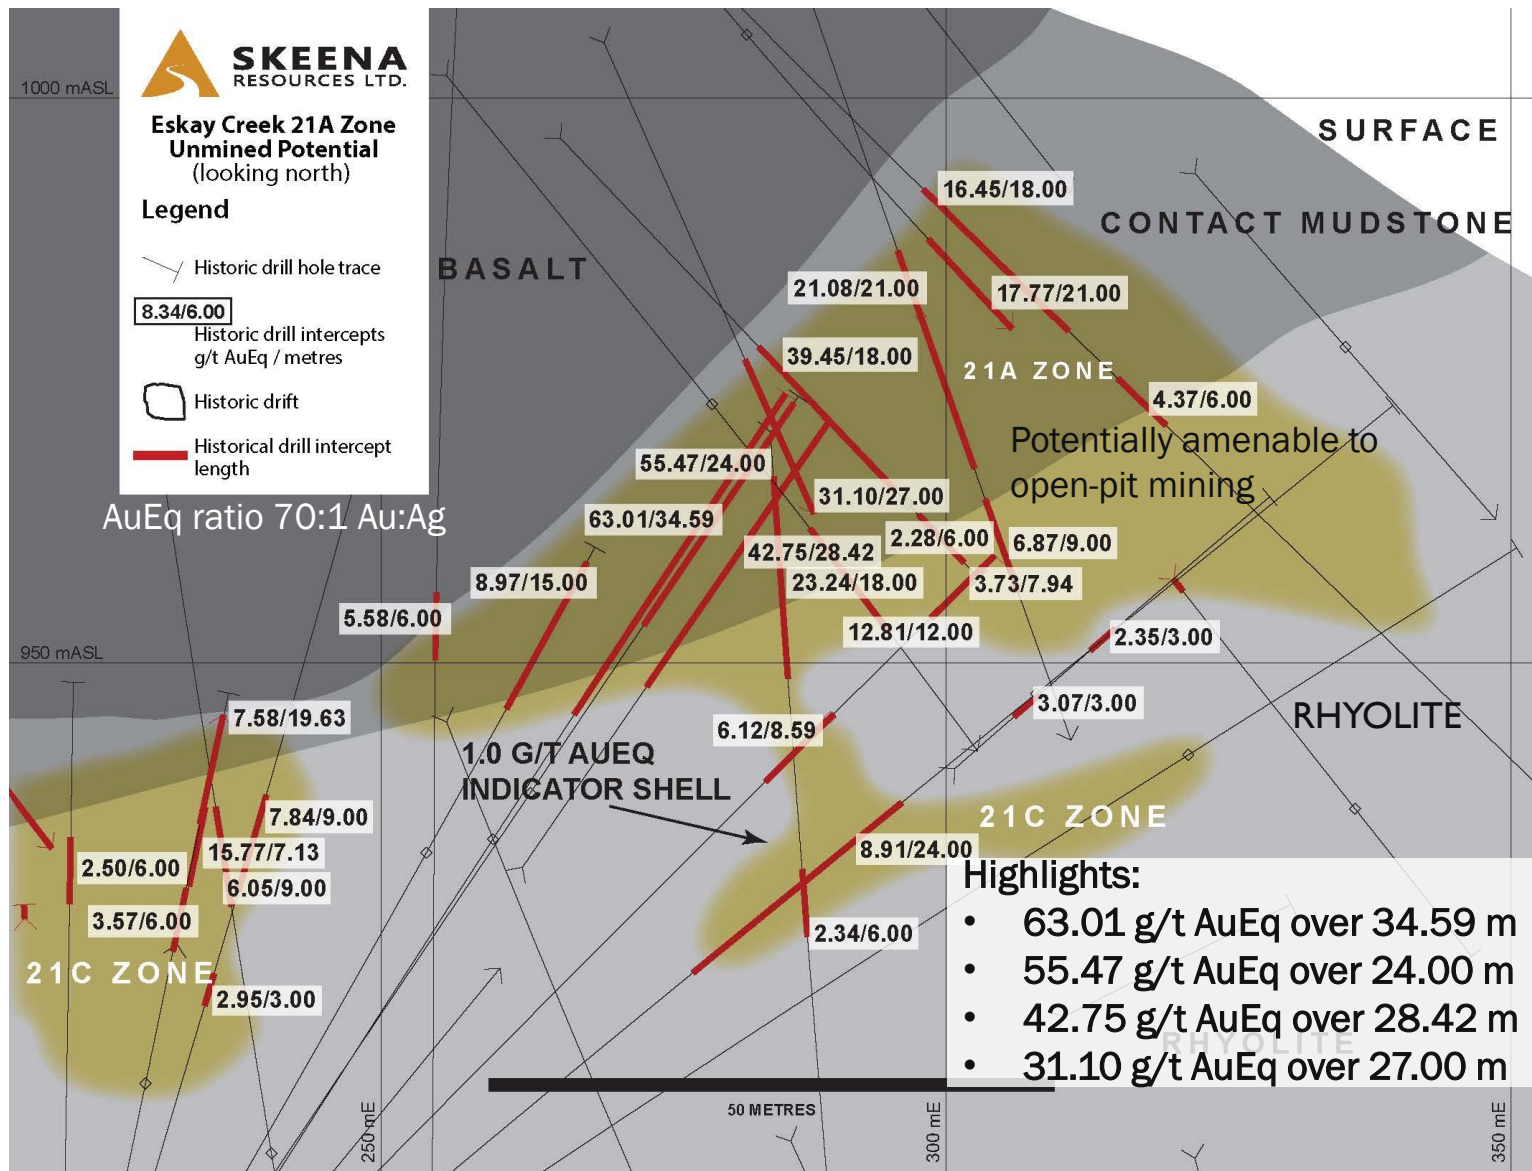 SKEENA
RESOURCES LTD.
Eskay Creek 21A Zone
Unmined Potential
(looking north)
Legend
Historic drill hole trace
8.34/6.00
Historic drill intercepts
g/t AuEq / metres
Historic drift
Historical drill intercept
length
AuEq ratio 70:1 Au:Ag
1000 mASL
SURFACE
16.45/18.00
CONTACT MUDSTONE
BASALT
21.08/21.00
17.77/21.00
39.45/18.00
21A ZONE
4.37/6.00
Potentially amenable to
open-pit mining
55.47/24.00
31.10/27.00
63.01/34.59
2.28/6.00
6.87/9.00
42.75/28.42
8.97/15.00
23.24/18.00
3.73/7.94
5.58/6.00
12.81/12.00
2.35/3.00
950 mASL
3.07/3.00
7.58/19.63
6.12/8.59
RHYOLITE
1.0 G/T AUEQ
INDICATOR SHELL
7.84/9.00
21C ZONE
15.77/7.13
8.91/24.00
2.50/6.00
6.05/9.00
3.57/6.00
2.34/6.00
21C ZONE
2.95/3.00
Highlights:
• 63.01 g/t AuEq over 34.59 m
• 55.47 g/t AuEq over 24.00 m
• 42.75 g/t AuEq over 28.42 m
• 31.10 g/t AuEq over 27.00 m
RHYOLITE
50 METRES
250 mE
300 mE
350 mE